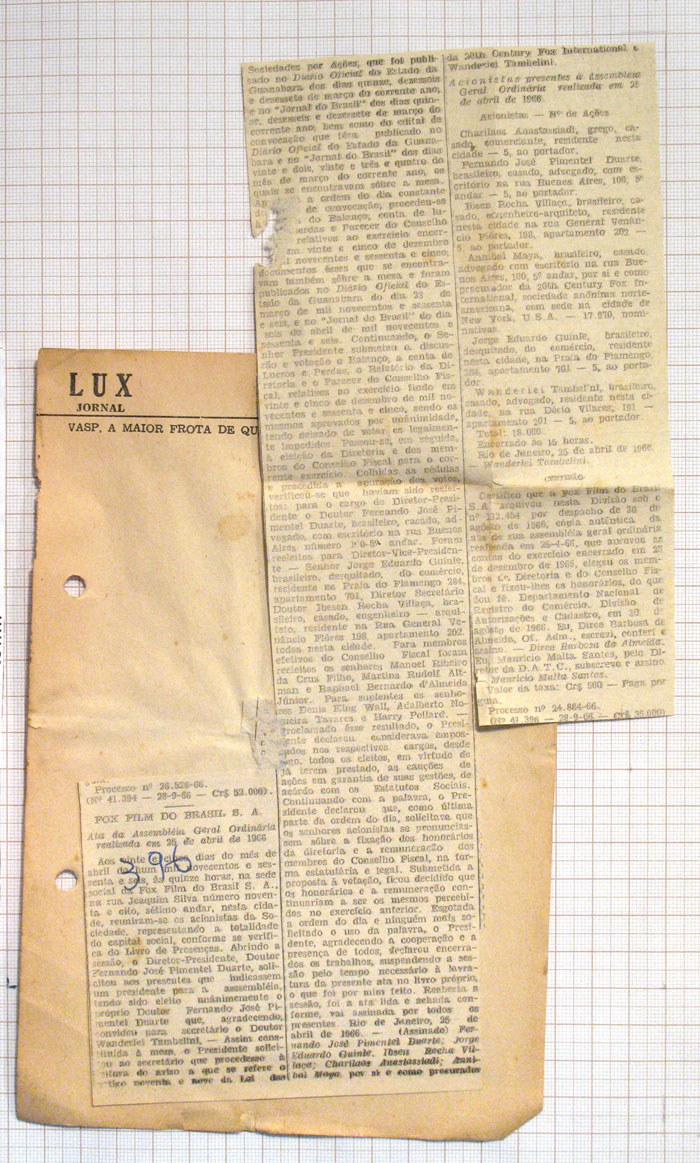 LUX
JORNAL
VASP, A MAIOR FROTA DE QU
Processo nº 26.528-66.
(Nº 41.394 — 28-9-66 — Cr$ 52.000).
FOX FILM DO BRASIL S. A.
Ata da Assembléia Geral Ordinária
realizada em 25 de abril de 1966
396
Aos vinte e cinco dias do mês de
abril de hum mil novecentos e ses-
senta e seis, às quinze horas, na sede
social da Fox Film do Brasil S. A.,
na rua Joaquim Silva número noven-
ta e oito, sétimo andar, nesta cida-
de, reuniram-se os acionistas da So-
ciedade, representando a totalidade
do capital social, conforme se verifi-
ca do Livro de Presenças. Abrindo a
sessão, o Diretor-Presidente, Doutor
Fernando José Pimentel Duarte, soli-
citou aos presentes que indicassem
um presidente para a assembléia,
tendo sido eleito unânimemente o
próprio Doutor Fernando José Pi-
mentel Duarte que, agradecendo,
convidou para secretário o Doutor
Wanderlei Tambelini, — Assim cons-
tituída a mesa, o Presidente solici-
tou ao secretário que procedesse à
leitura do aviso a que se refere o
artigo noventa e nove da Lei das
Sociedades por Ações, que foi publi-
cado no Diário Oficial do Estado da
Guanabara dos dias quinze, dezesseis
e dezessete de março do corrente ano,
e no "Jornal do Brasil" dos dias quin-
ze, dezesseis e dezessete de março do
corrente ano, bem como do edital de
convocação que fôra publicado no
Diário Oficial do Estado da Guana-
bara e no "Jornal do Brasil" dos dias
vinte e dois, vinte e três e quatro do
mês de março do corrente ano, os
quais se encontravam sôbre a mesa.
a ordem do dia constante
de convocação, procedeu-se
do Balanço, conta de lu-
erdas e Parecer do Conselho
relativos ao exercício encer-
em vinte e cinco de dezembro
novecentos e sessenta e cinco,
documentos êsses que se encontra-
vam também sôbre a mesa e foram
publicados no Diário Oficial do Es-
tado da Guanabara do dia 23 de
março de mil novecentos e sessenta
e seis, e no "Jornal do Brasil" do dia
seis de abril de mil novecentos e
sessenta e seis. Continuando, o Se-
nhor Presidente submeteu a discus-
são e votação o Balanço, a conta de
Lucros e Perdas, o Relatório da Di-
retoria e o Parecer do Conselho Fis-
cal, relativos no exercício findo em
vinte e cinco de dezembro de mil no-
vecentos e sessenta e cinco, sendo os
mesmos aprovados por unânimidade,
tendo deixado de votar os legalmen-
te impedidos. Passou-se, em seguida,
à eleição da Diretoria e dos mem-
bros do Conselho Fiscal para o cor-
rente exercício. Colhidas as cédulas
e procedida a apuração dos votos,
verificou-se que haviam sido reelei-
tos: para o cargo de Diretor-Presi-
dente o Doutor Fernando José Pi-
mentel Duarte, brasileiro, casado, ad-
vogado, com escritório na rua Buenos
Aires, número andar. Foram
reeleitos para Diretor-Vice-Presiden-
te — Senhor Jorge Eduardo Guinle,
brasileiro, desquitado, do comércio,
residente na Praia do Flamengo 284,
apartamento 701, Diretor Secretário
Doutor Ibesen Rocha Villaça, bra-
sileiro, casado, engenheiro — arqui-
teto, residente na Rua General Ve-
nâncio Flôres 198, apartamento 202,
todas nesta cidade. Para membros
efetivos do Conselho Fiscal foram
reeleitos os senhores Manoel Ribeiro
da Cruz Filho, Martins Rudolf Alt-
man e Raphael Bernardo d'Almeida
Júnior. Para suplentes os senho-
res Denis King Wall, Adalberto No-
gueira Tavares e Harry Pollard. —
Proclamado êsse resultado, o Presi-
dente declarou considerava empos-
sados nos respectivos cargos, desde
logo, todos os eleitos, em virtude de
já terem prestado, as cauções de
ações em garantia de suas gestões, de
acôrdo com os Estatutos Sociais.
Continuando com a palavra, o Pre-
sidente declarou que, como última
parte da ordem do dia, solicitava que
os senhores acionistas se pronuncias-
sem sôbre a fixação dos honorários
da diretoria e a remuneração dos
membros do Conselho Fiscal, na for-
ma estatutária e legal. Submetida a
proposta à votação, ficou decidido que
os honorários e a remuneração con-
tinuariam a ser os mesmos percebi-
dos no exercício anterior. Esgotada
a ordem do dia e ninguém mais so-
licitado o uso da palavra, o Presi-
dente, agradecendo a cooperação e a
presença de todos, declarou encerra-
dos os trabalhos, suspendendo a ses-
são pelo tempo necessário à lavra-
tura da presente ata no livro próprio,
o que foi por mim feito. Reaberta a
sessão, foi a ata lida e achada con-
forme, vai assinada por todos os
presentes. Rio de Janeiro, 25 de
abril de 1966. — (Assinado) Fer-
nando José Pimentel Duarte; Jorge
Eduardo Guinle, Ibsen Rocha Vil-
laça; Charilaos Anastassiadi; Anni-
bal Maya, por si e como procurador
da 20th Century Fox International e
Wanderlei Tambelini.
Acionistas presentes à Assembléia
Geral Ordinária realizada em 25
de abril de 1966.
Acionistas — Nº de Ações
Charilaos Anastassiadi, grego, ca-
sado, comerciante, residente nesta
cidade — 5, ao portador.
Fernando José Pimentel Duarte,
brasileiro, casado, advogado, com es-
critório na rua Buenos Aires, 100, 5º
andar — 5, ao portador.
Ibsen Rocha Villaça, brasileiro, ca-
sado, engenheiro-arquiteto, residente
nesta cidade na rua General Venân-
cio Flôres, 198, apartamento 202 —
5, ao portador.
Annibal Maya, brasileiro, casado,
advogado com escritório na rua Bue-
nos Aires, 100, 5º andar, por si e como
procurador da 20th Century Fox In-
ternational, sociedade anônima norte-
americana, com sede na cidade de
New York, U.S.A. — 17.970, nomi-
nativas.
Jorge Eduardo Guinle, brasileiro,
desquitado, do comércio, residente
nesta cidade, na Praia do Flamengo,
284, apartamento 701 — 5, ao porta-
dor.
Wanderlei Tambelini, brasileiro,
casado, advogado, residente nesta ci-
dade, na rua Décio Vilares, 191 —
apartamento 201 — 5, ao portador.
Total: 18.000.
Encerrado às 15 horas.
Rio de Janeiro, 25 de abril de 1966.
— Wanderlei Tambelini.
CERTIDÃO
Certifico que a Fox Film do Brasil
S.A. arquivou nesta Divisão sob o
nº 132.484 por despacho de 30 de
agôsto de 1966, cópia autêntica da
ata de sua assembléia geral ordinária
realizada em 25-4-66, que aprovou as
contas do exercício encerrado em 25
de dezembro de 1965, elegeu os mem-
bros da Diretoria e do Conselho Fis-
cal e fixou-lhes os honorários, do que
dou fé. Departamento Nacional de
Registro do Comércio. Divisão de
Autorizações e Cadastro, em 30 de
agôsto de 1966. Eu, Dirce Barbosa de
Almeida, Of. Adm., escrevi, conferi e
assino. — Dirce Barbosa de Almeida.
Eu, Maurício Malta Santos, pelo Di-
retor da D.A.T.C., subscrevo e assino.
— Maurício Malta Santos.
Valor da taxa: Cr$ 500 — Paga por
guia.
Processo nº 24.864-66.
(Nº 41.396 — 28-9-66 — Cr$ 35.000)